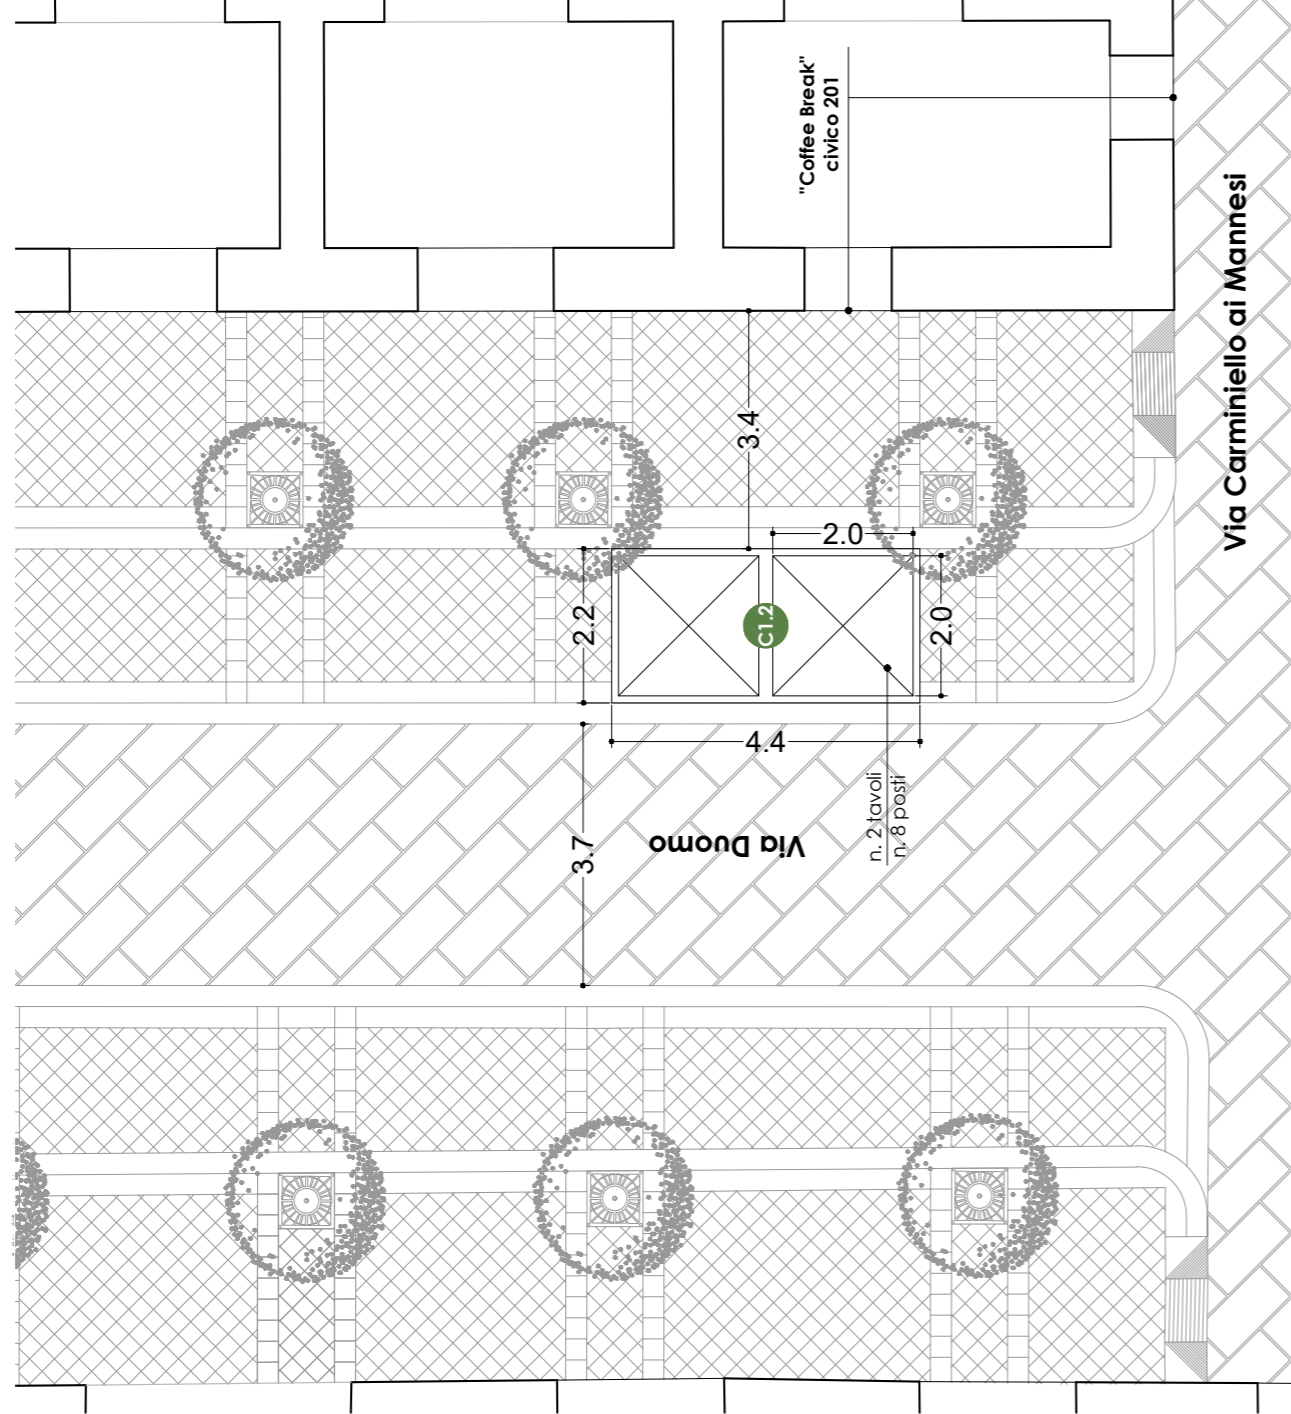 "Coffee Break"
civico 201
Via Carminiello ai Mannesi
3.4
2.0
2.2
C1.2
2.0
4.4
3.7
Via Duomo
n. 2 tavoli
n. 8 posti